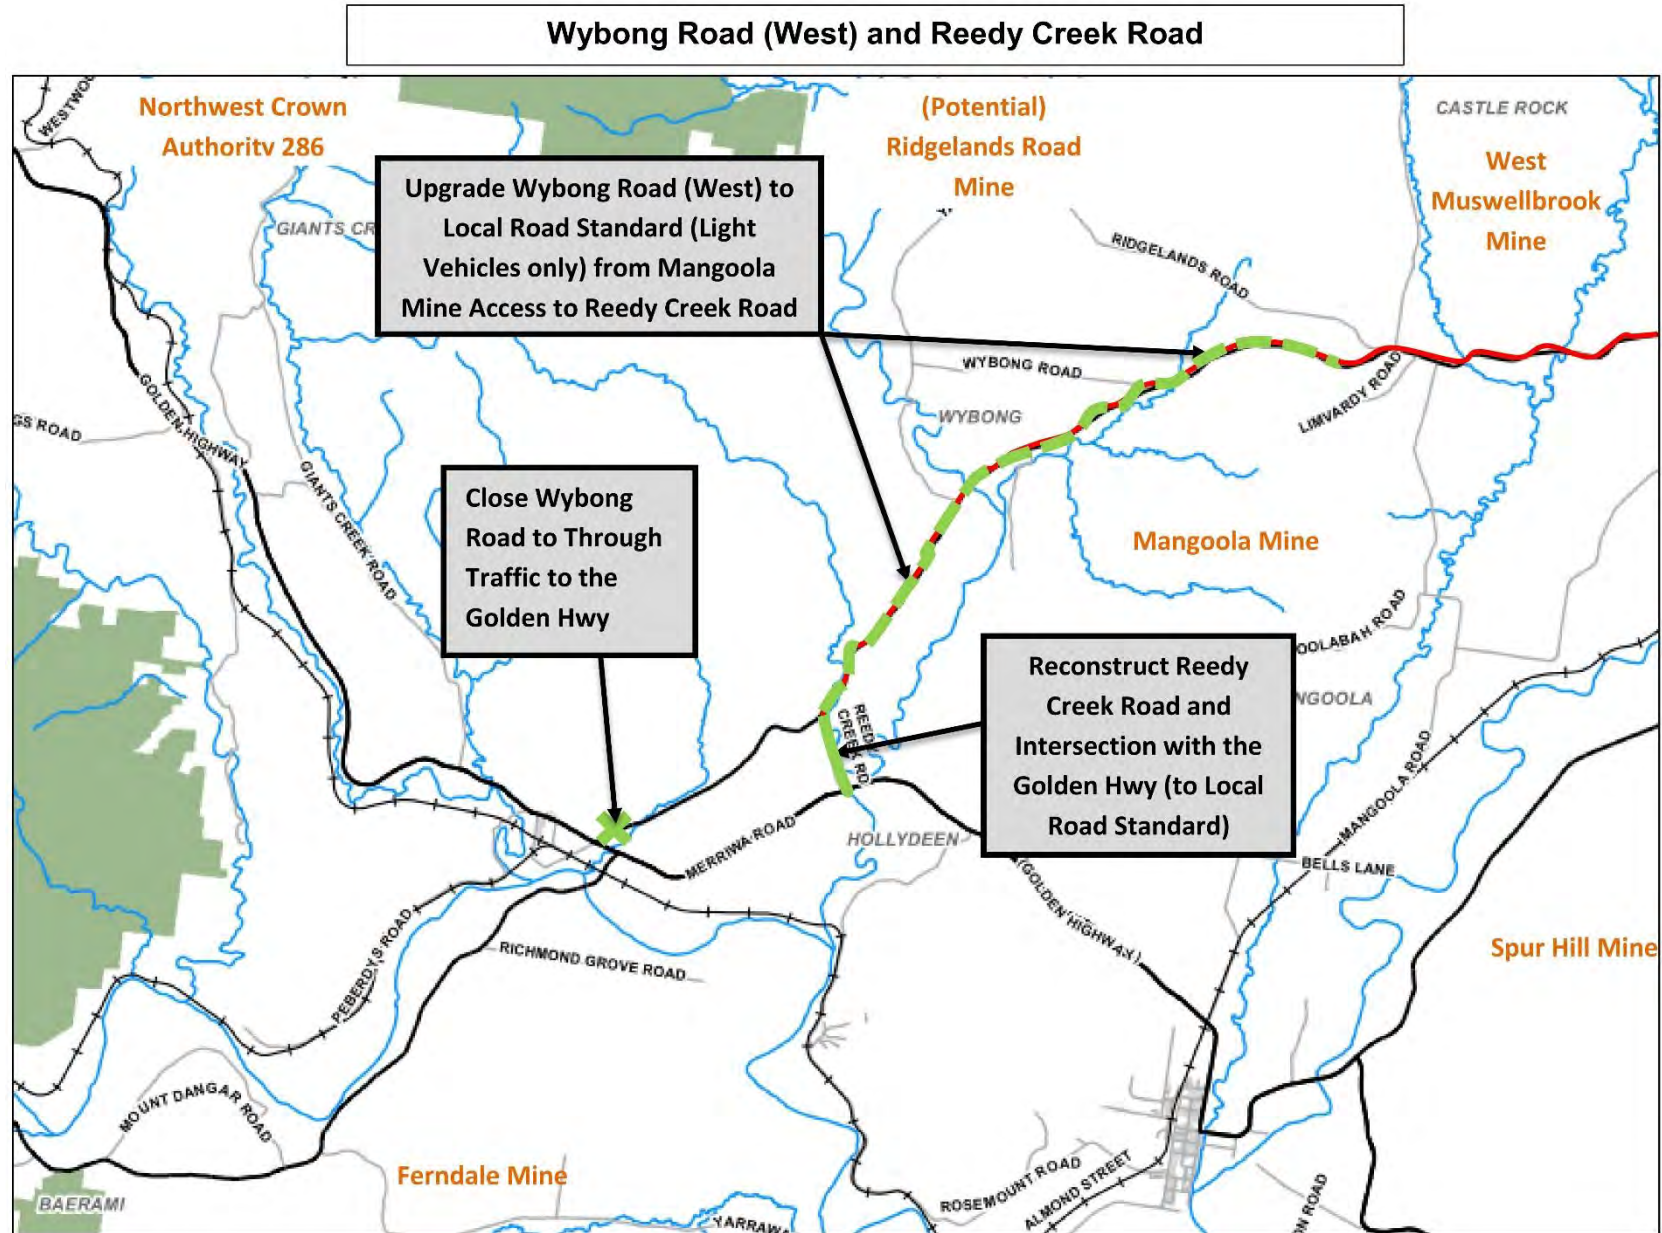 Wybong Road (West) and Reedy Creek Road
WESTWOO
Northwest Crown
Authority 286
(Potential)
Ridgelands Road
Mine
CASTLE ROCK
West
Muswellbrook
Mine
GIANTS CR
Upgrade Wybong Road (West) to
Local Road Standard (Light
Vehicles only) from Mangoola
Mine Access to Reedy Creek Road
RIDGELANDS ROAD
WYBONG ROAD
WYBONG
LIMVARDY ROAD
GOLDEN HIGHWAY
GS ROAD
GIANTS CREEK ROAD
Close Wybong
Road to Through
Traffic to the
Golden Hwy
Mangoola Mine
OOLABAH ROAD
NGOOLA
Reconstruct Reedy
Creek Road and
Intersection with the
Golden Hwy (to Local
Road Standard)
REEDY
CREEK RD
MANGOOLA ROAD
MERRIWA ROAD
HOLLYDEEN
BELLS LANE
(GOLDEN HIGHWAY)
PEBERDYS ROAD
RICHMOND GROVE ROAD
Spur Hill Mine
MOUNT DANGAR ROAD
Ferndale Mine
BAERAMI
ROSEMOUNT ROAD
ALMOND STREET
YARRAWA
ON ROAD